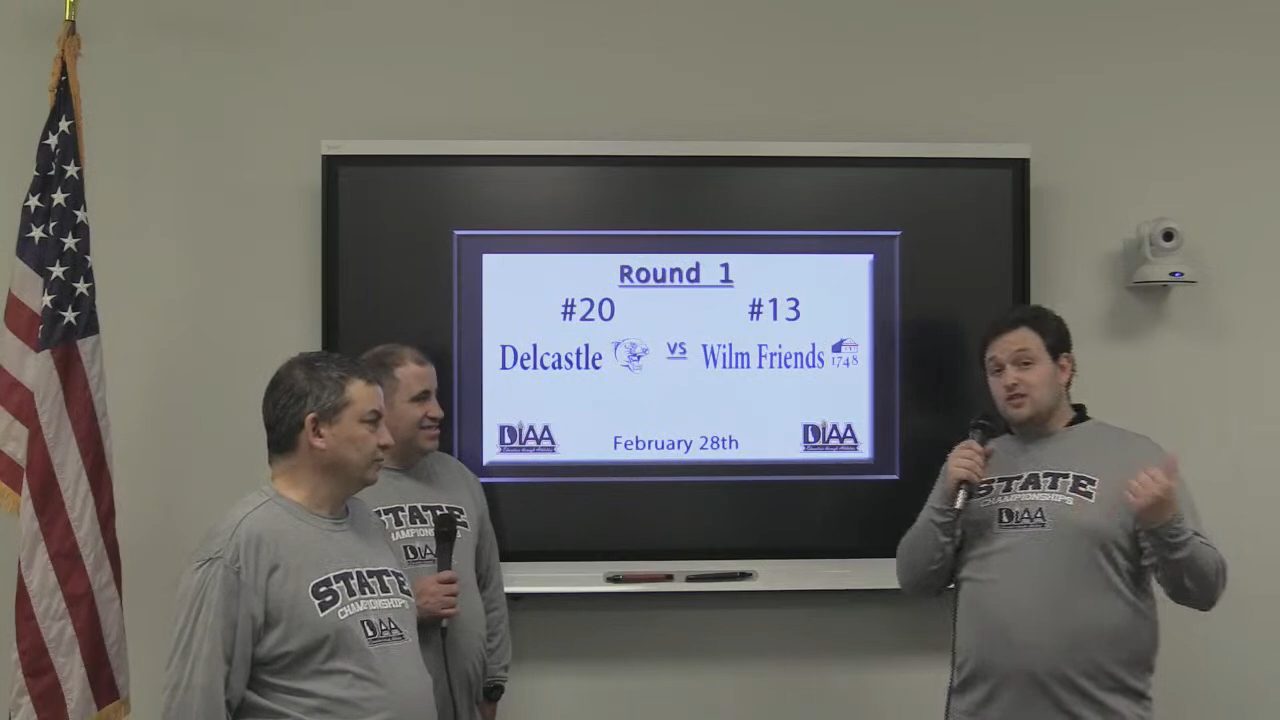 Round 1
#20 #13
Delcastle vs Wilm Friends 1748
DIAA February 28th DIAA
STATE
CHAMPIONSHIPS
DIAA
STATE
CHAMPIONSHIPS
DIAA
STATE
CHAMPIONSHIPS
DIAA